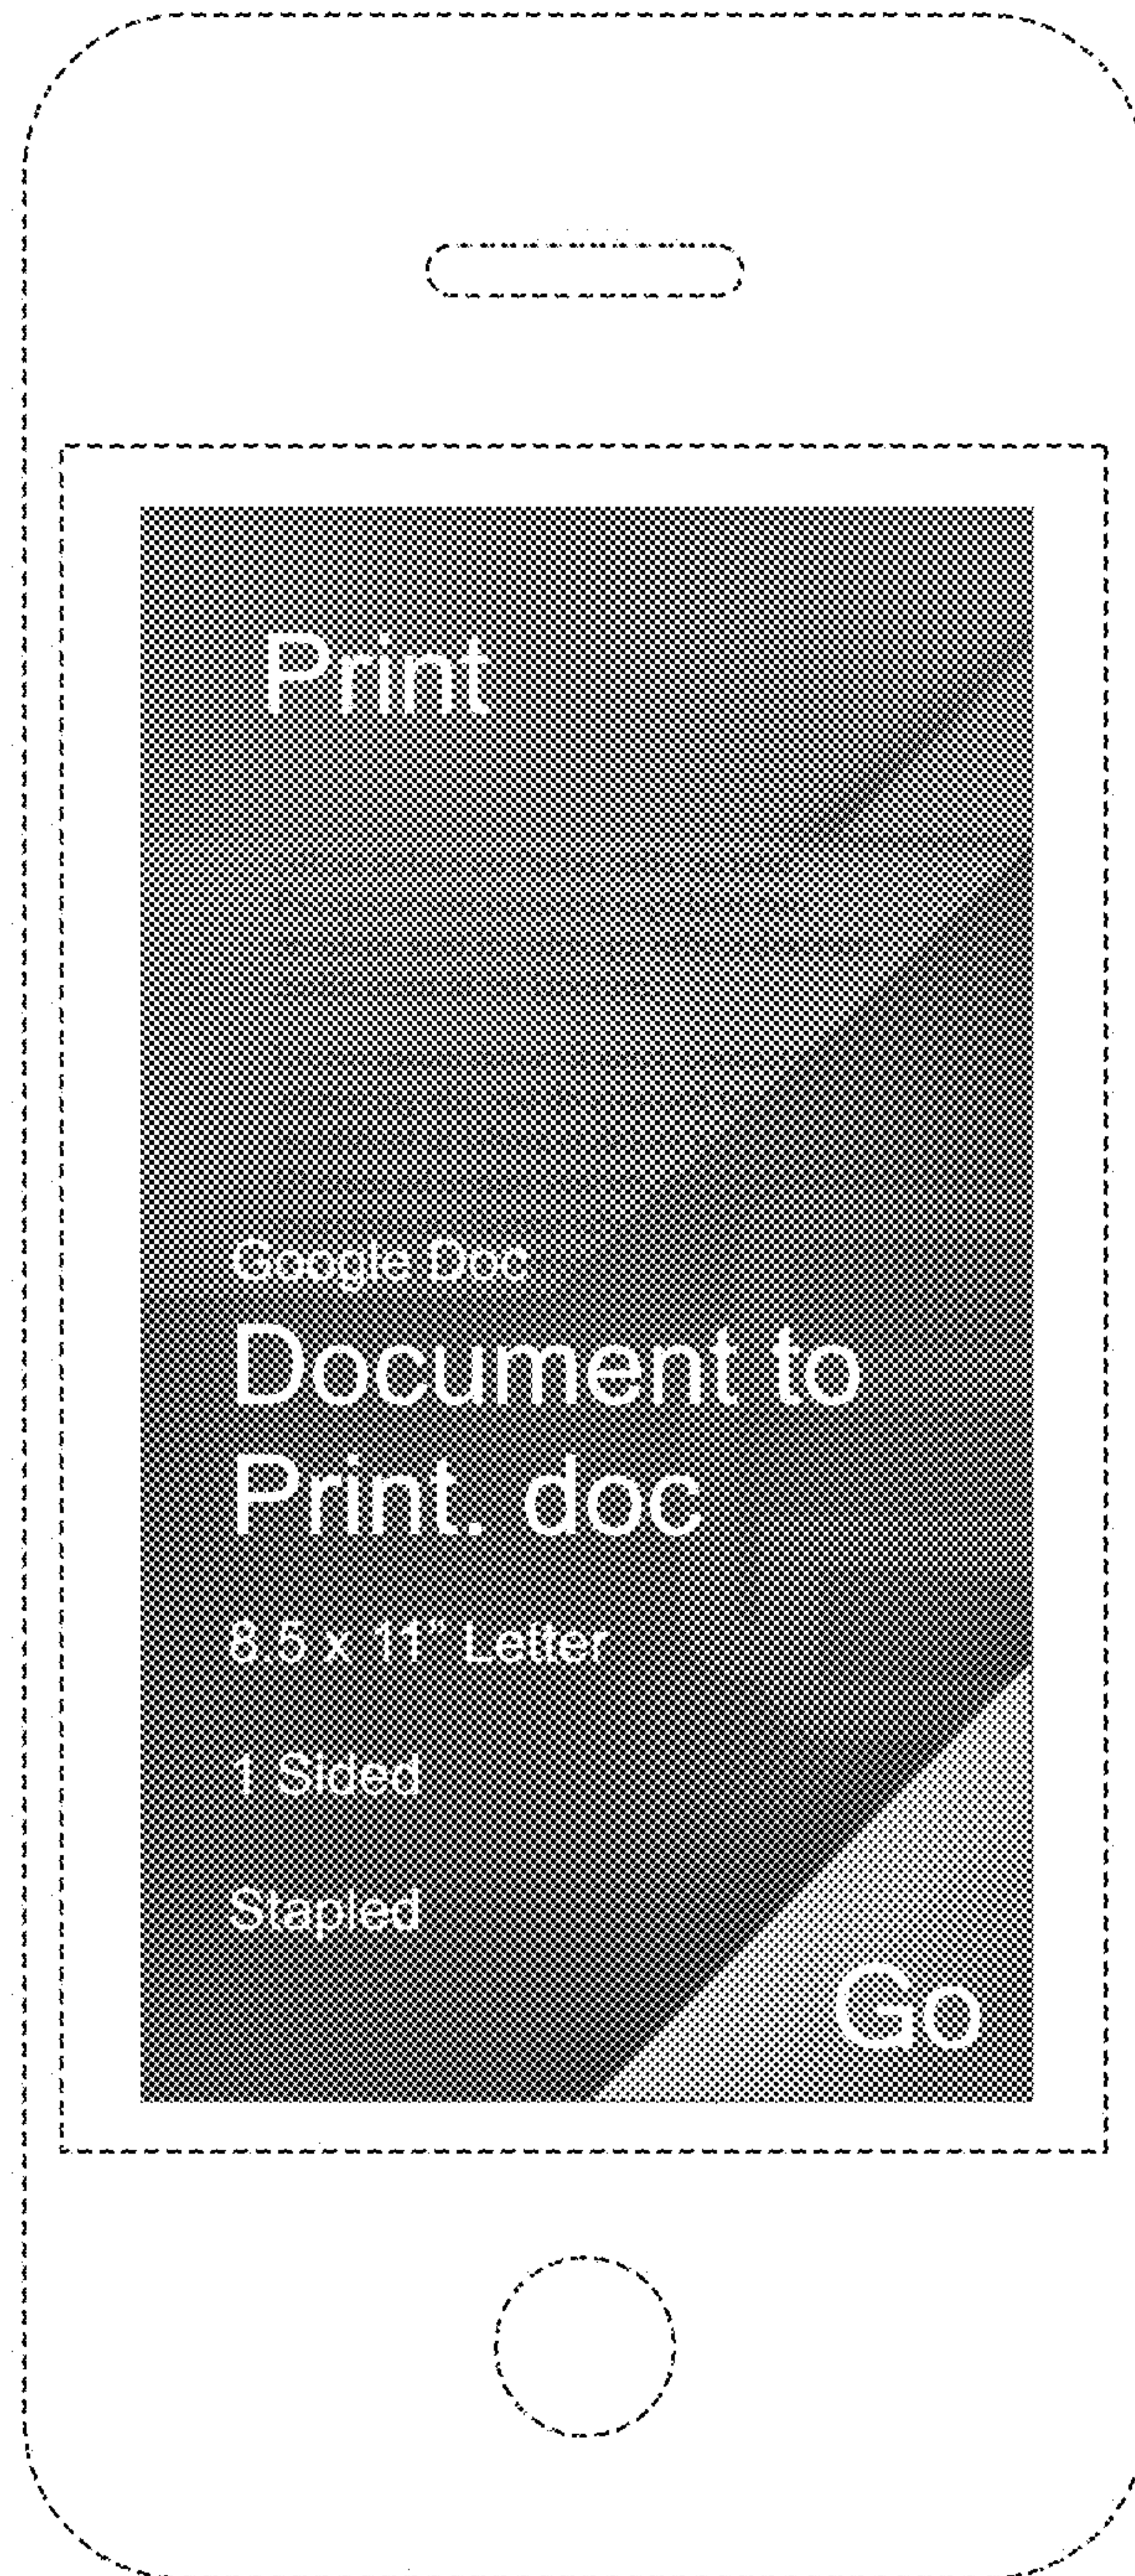 Print
Google Doc
Document to
Print. doc
8.5 x 11“ Letter
1 Sided
Stapled
Go